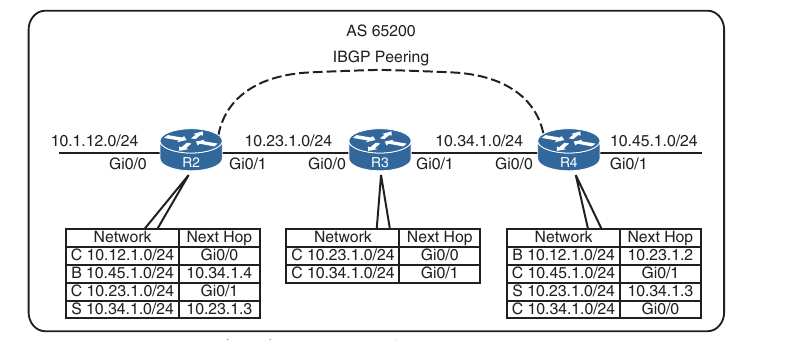 AS 65200
IBGP Peering
10.1.12.0/24 10.23.1.0/24 10.34.1.0/24 10.45.1.0/24
Gi0/0 R2 Gi0/1 Gi0/0 R3 Gi0/1 Gi0/0 R4 Gi0/1
Network Next Hop
C 10.12.1.0/24 Gi0/0
B 10.45.1.0/24 10.34.1.4
C 10.23.1.0/24 Gi0/1
S 10.34.1.0/24 10.23.1.3
Network Next Hop
C 10.23.1.0/24 Gi0/0
C 10.34.1.0/24 Gi0/1
Network Next Hop
B 10.12.1.0/24 10.23.1.2
C 10.45.1.0/24 Gi0/1
S 10.23.1.0/24 10.34.1.3
C 10.34.1.0/24 Gi0/0